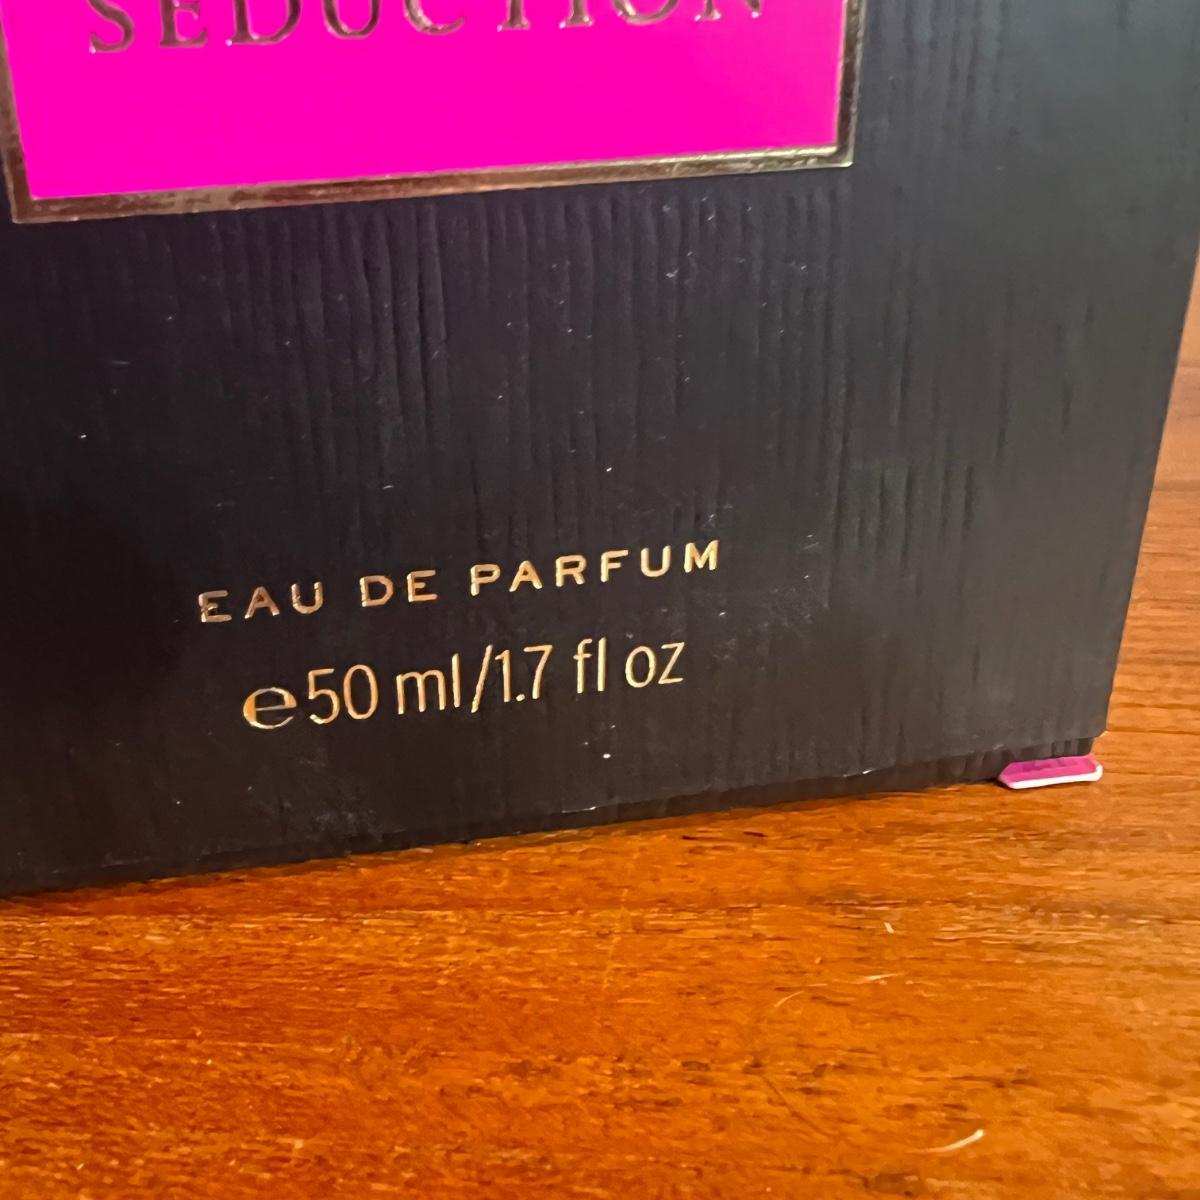 SEDUCTION
EAU DE PARFUM
℮50 ml/1.7 fl oz